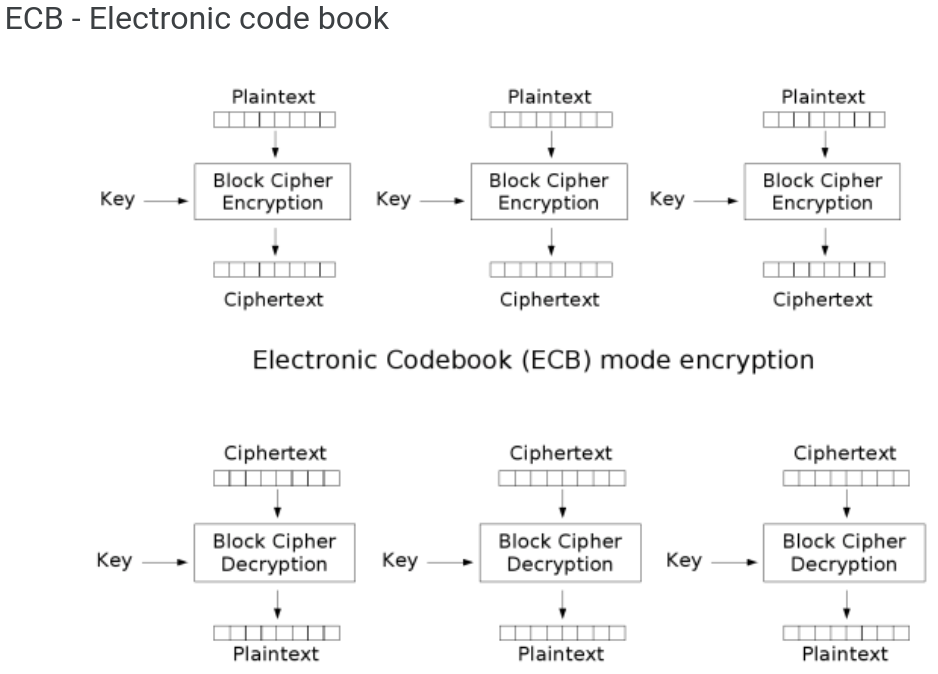 ECB - Electronic code book
Plaintext Plaintext Plaintext
Key Block Cipher Encryption Key Block Cipher Encryption Key Block Cipher Encryption
Ciphertext Ciphertext Ciphertext
Electronic Codebook (ECB) mode encryption
Ciphertext Ciphertext Ciphertext
Key Block Cipher Decryption Key Block Cipher Decryption Key Block Cipher Decryption
Plaintext Plaintext Plaintext